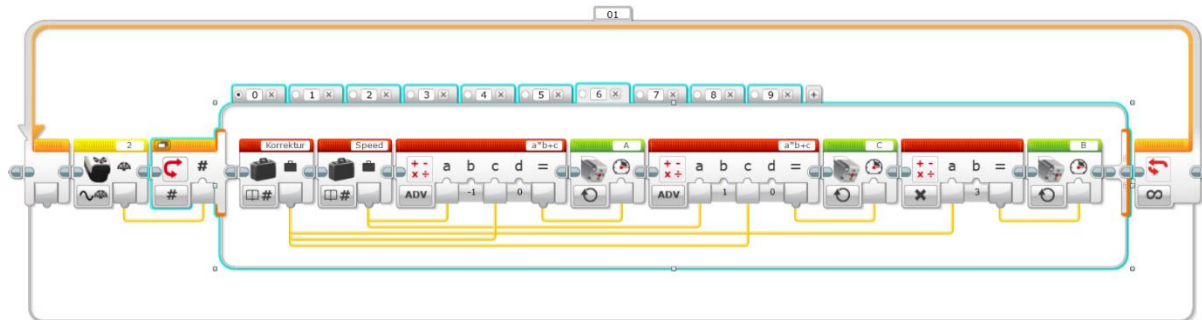 01
0 1 2 3 4 5 6 7 8 9 +
2 Korrektur Speed a*b+c A a*b+c C B
# a b c d = a b c d = a b =
# # # ADV -1 0 ADV 1 0 3